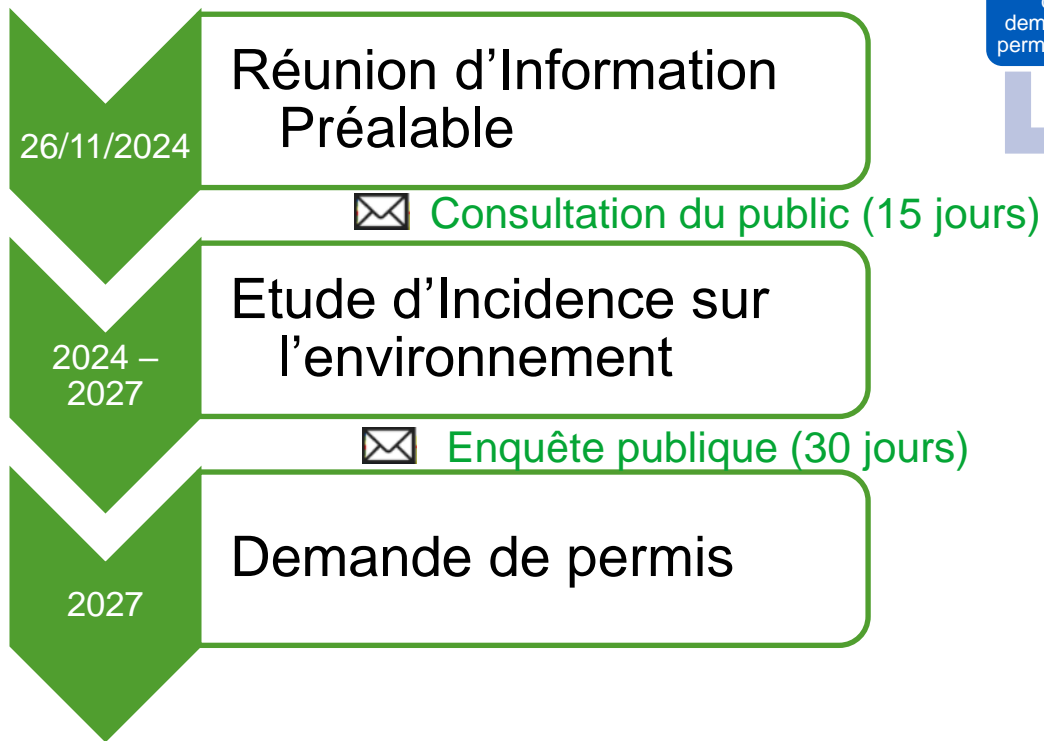 26/11/2024
Réunion d'Information
Préalable
Consultation du public (15 jours)
2024 –
2027
Etude d'Incidence sur
l'environnement
Enquête publique (30 jours)
2027
Demande de permis